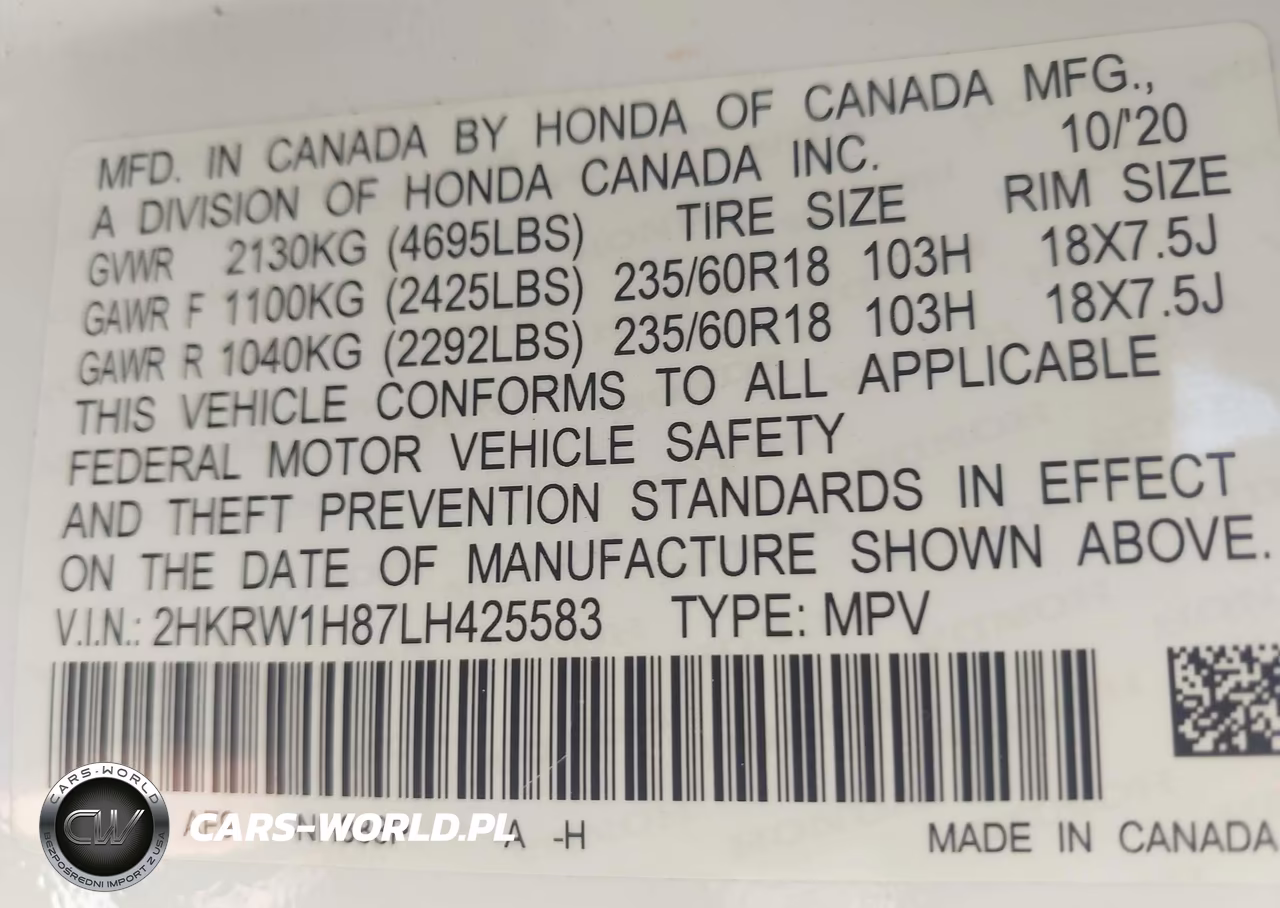 MFD. IN CANADA BY HONDA OF CANADA MFG.,
A DIVISION OF HONDA CANADA INC. 10/'20
GVWR 2130KG (4695LBS) TIRE SIZE RIM SIZE
GAWR F 1100KG (2425LBS) 235/60R18 103H 18X7.5J
GAWR R 1040KG (2292LBS) 235/60R18 103H 18X7.5J
THIS VEHICLE CONFORMS TO ALL APPLICABLE
FEDERAL MOTOR VEHICLE SAFETY
AND THEFT PREVENTION STANDARDS IN EFFECT
ON THE DATE OF MANUFACTURE SHOWN ABOVE.
V.I.N.: 2HKRW1H87LH425583 TYPE: MPV
CARS-WORLD
CW
BEZPOŚREDNI IMPORT Z USA
CARS-WORLD.PL
-H
MADE IN CANADA